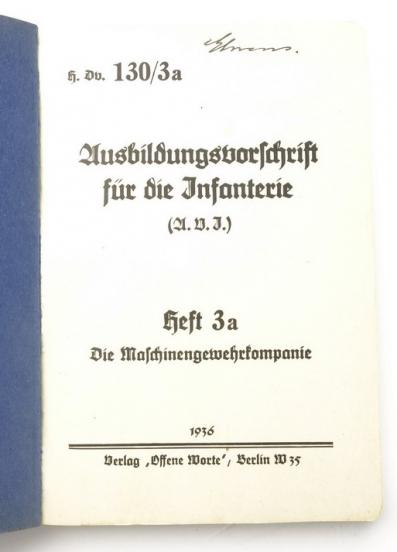 H. Dv. 130/3a
Ausbildungsvorschrift
für die Infanterie
(A. V. I.)
Heft 3a
Die Maschinengewehrkompanie
1936
Verlag „Offene Worte“, Berlin W 35